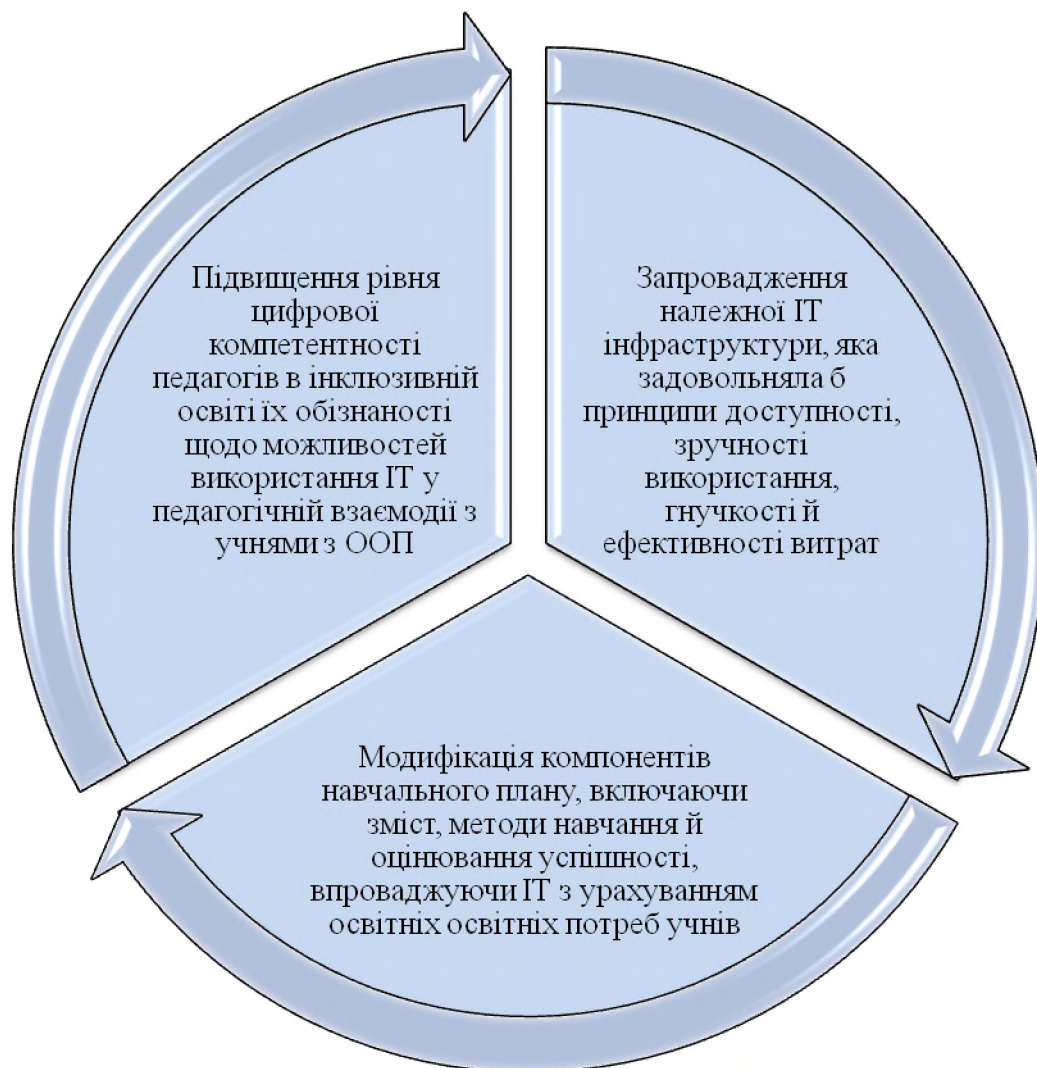 Підвищення рівня
цифрової
компетентності
педагогів в інклюзивній
освіті їх обізнаності
щодо можливостей
використання ІТ у
педагогічній взаємодії з
учнями з ООП
Запровадження
належної ІТ
інфраструктури, яка
задовольняла б
принципи доступності,
зручності
використання,
гнучкості й
ефективності витрат
Модифікація компонентів
навчального плану, включаючи
зміст, методи навчання й
оцінювання успішності,
впроваджуючи ІТ з урахуванням
освітніх освітніх потреб учнів